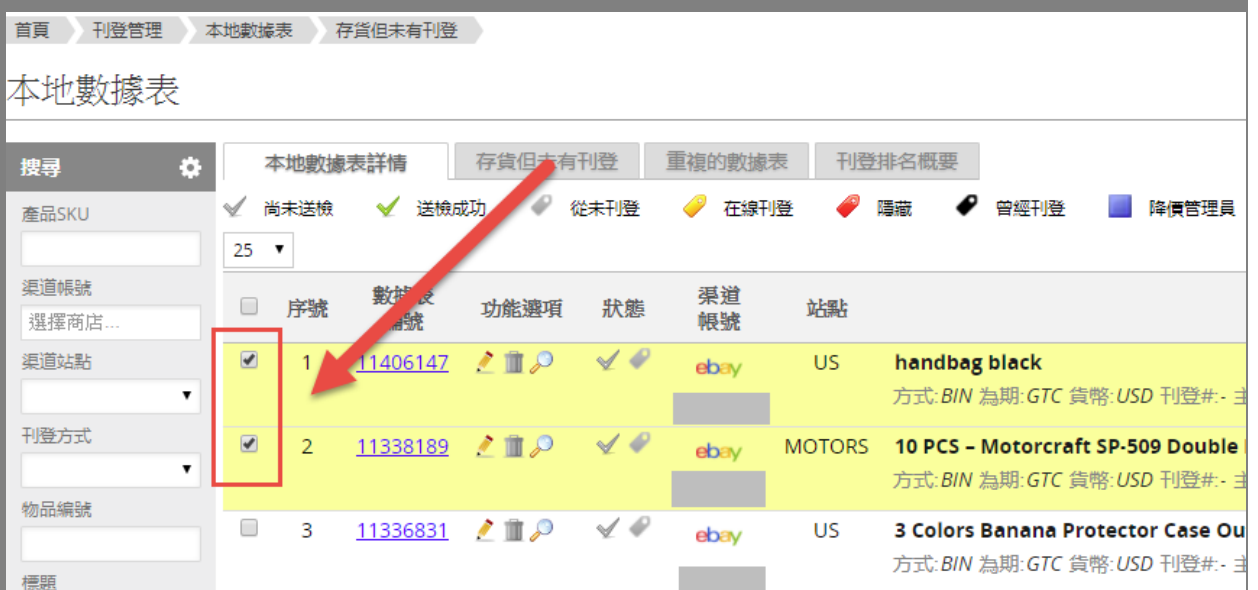 首頁 刊登管理 本地數據表 存貨但未有刊登
本地數據表
搜尋
產品SKU
渠道帳號
選擇商店...
渠道站點
刊登方式
物品編號
標題
本地數據表詳情 存貨但未有刊登 重複的數據表 刊登排名概要
尚未送檢 送檢成功 從未刊登 在線刊登 隱藏 曾經刊登 降價管理員
25
序號 數據表 功能選項 狀態 渠道 站點
號 帳號
1 11406147 ebay US handbag black
方式:BIN 為期:GTC 貨幣:USD 刊登#:- 主
2 11338189 ebay MOTORS 10 PCS – Motorcraft SP-509 Double
方式:BIN 為期:GTC 貨幣:USD 刊登#:- 主
3 11336831 ebay US 3 Colors Banana Protector Case Ou
方式:BIN 為期:GTC 貨幣:USD 刊登#:- 主